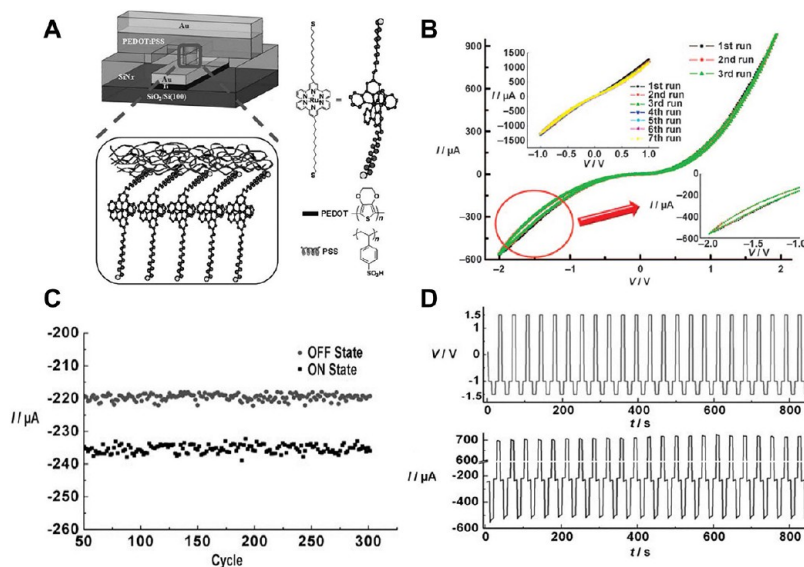 A
Au
PEDOT:PSS
SiNx
Au
Ti
SiO₂/Si(100)
S
N
Ru
S
PEDOT
n
PSS
n
SO₃H
B
900
600
300
0
-300
-600
I / μA
-2
-1
0
1
2
V / V
1st run
2nd run
3rd run
1500
1000
500
0
-500
-1000
-1500
I / μA
-1.0
-0.5
0.0
0.5
1.0
V / V
1st run
2nd run
3rd run
4th run
5th run
6th run
7th run
I / μA
0
-200
-400
-600
-2.0
-1.5
-1.0
V / V
C
-200
-210
-220
-230
-240
-250
-260
I / μA
OFF State
ON State
50
100
150
200
250
300
Cycle
D
1.5
V / V
0
-1
-1.5
0
200
400
600
800
t / s
700
600
I / μA
-200
-400
-600
0
200
400
600
800
t / s